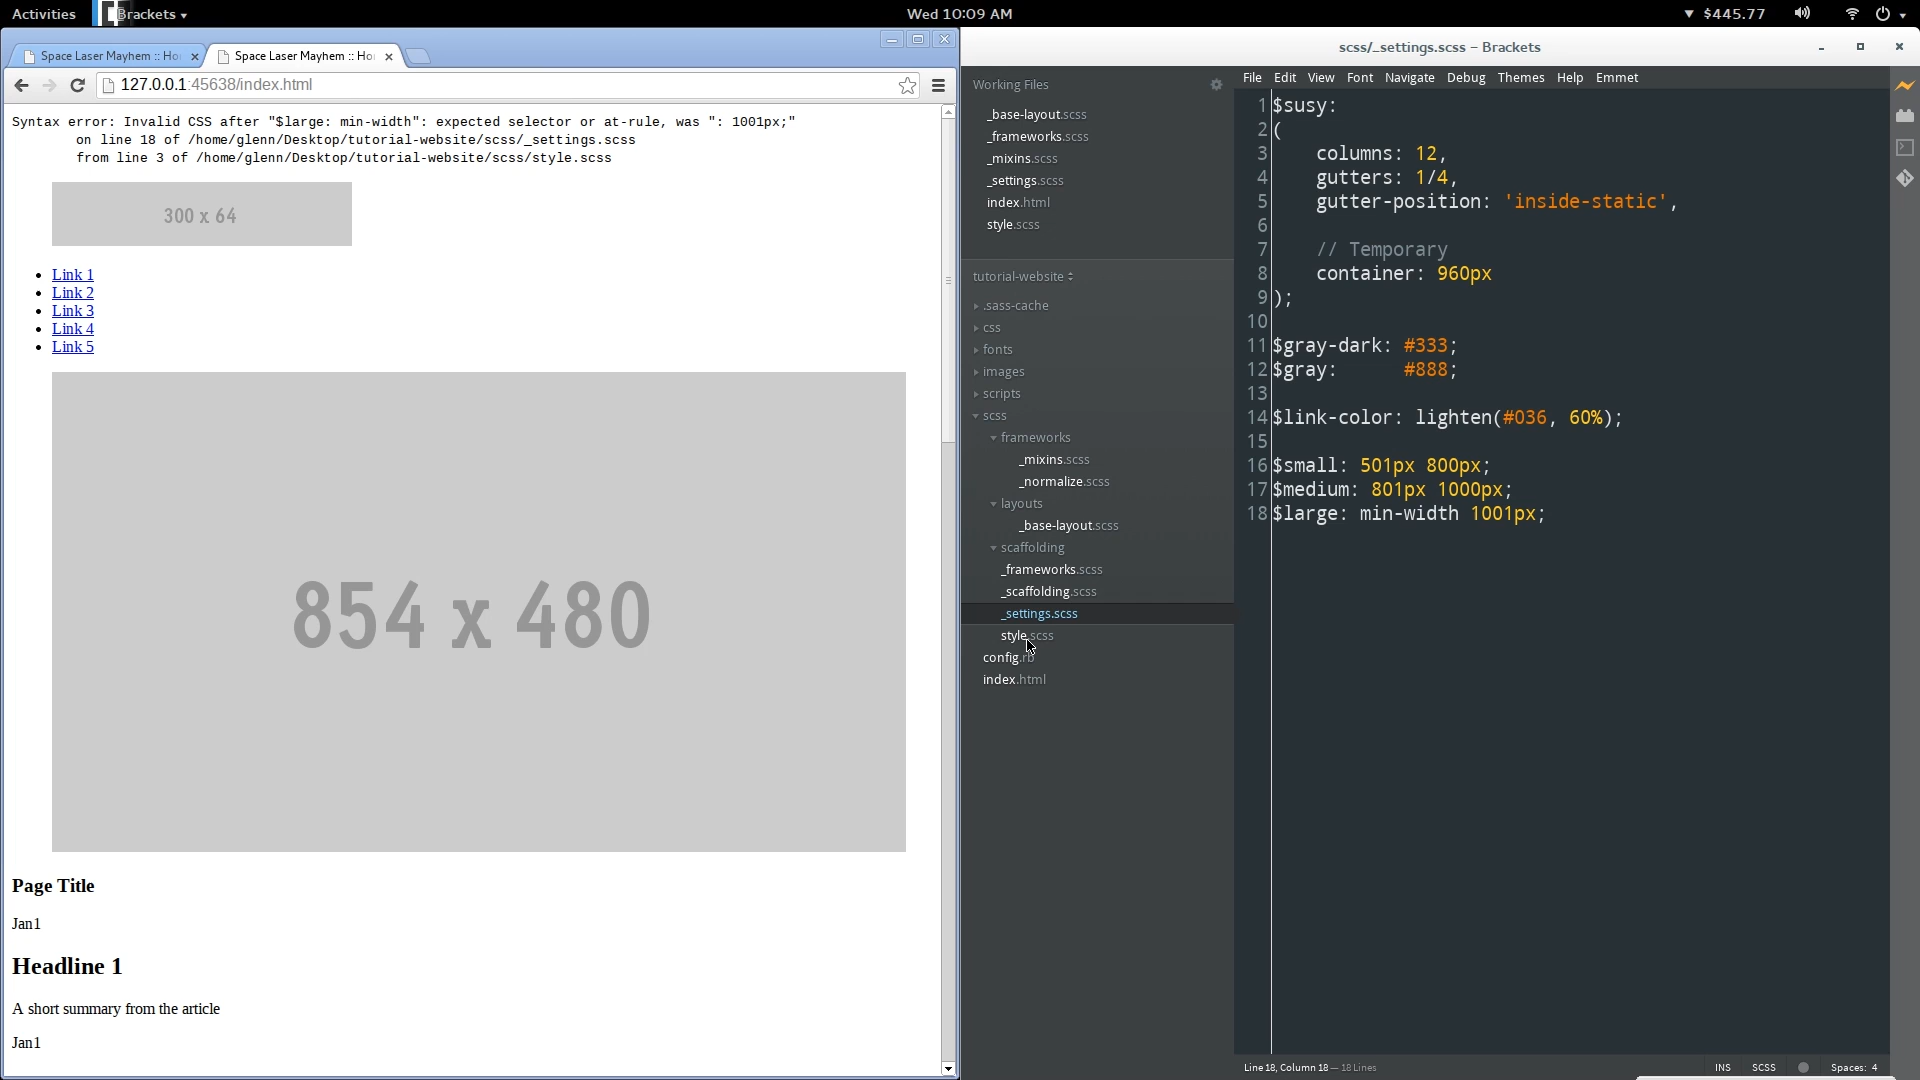 Activities
Brackets
Wed 10:09 AM
▼ $445.77
Space Laser Mayhem :: Ho
Space Laser Mayhem :: Ho
127.0.0.1:45638/index.html
Syntax error: Invalid CSS after "$large: min-width": expected selector or at-rule, was ": 1001px;"
on line 18 of /home/glenn/Desktop/tutorial-website/scss/_settings.scss
from line 3 of /home/glenn/Desktop/tutorial-website/scss/style.scss
300 x 64
Link 1
Link 2
Link 3
Link 4
Link 5
854 x 480
Page Title
Jan1
Headline 1
A short summary from the article
Jan1
scss/_settings.scss – Brackets
Working Files
_base-layout.scss
_frameworks.scss
_mixins.scss
_settings.scss
index.html
style.scss
tutorial-website
.sass-cache
css
fonts
images
scripts
scss
frameworks
_mixins.scss
_normalize.scss
layouts
_base-layout.scss
scaffolding
_frameworks.scss
_scaffolding.scss
_settings.scss
style.scss
config.rb
index.html
File Edit View Font Navigate Debug Themes Help Emmet
1 $susy:
2 (
3 columns: 12,
4 gutters: 1/4,
5 gutter-position: 'inside-static',
6
7 // Temporary
8 container: 960px
9 );
10
11 $gray-dark: #333;
12 $gray: #888;
13
14 $link-color: lighten(#036, 60%);
15
16 $small: 501px 800px;
17 $medium: 801px 1000px;
18 $large: min-width 1001px;
Line 18, Column 18 — 18 Lines
INS SCSS Spaces: 4